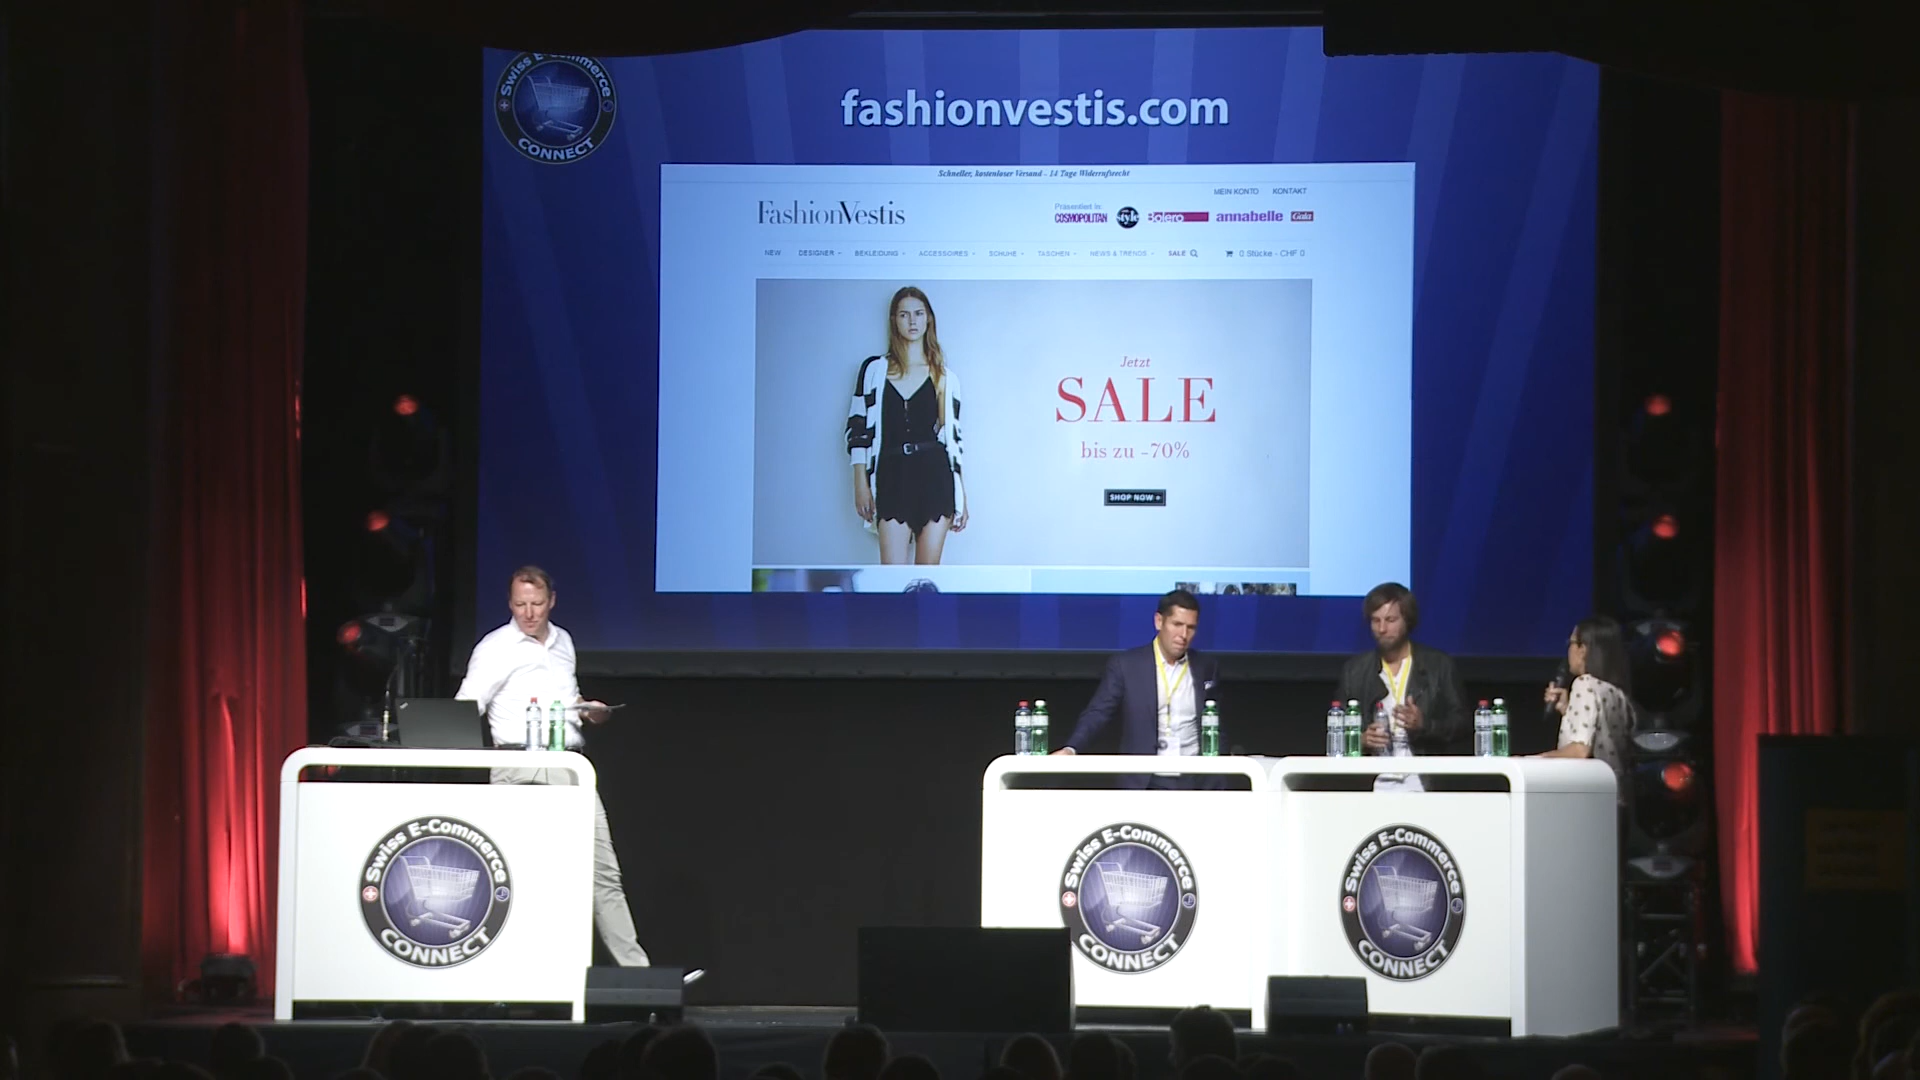 Swiss E-Commerce
CONNECT
fashionvestis.com
Schneller, kostenloser Versand - 14 Tage Widerrufsrecht
MEIN KONTO KONTAKT
FashionVestis
Präsentiert in:
COSMOPOLITAN style Bolero annabelle Gala
NEW DESIGNER BEKLEIDUNG ACCESSOIRES SCHUHE TASCHEN NEWS & TRENDS SALE 0 Stücke - CHF 0
Jetzt
SALE
bis zu -70%
SHOP NOW
Swiss E-Commerce
CONNECT
Swiss E-Commerce
CONNECT
Swiss E-Commerce
CONNECT